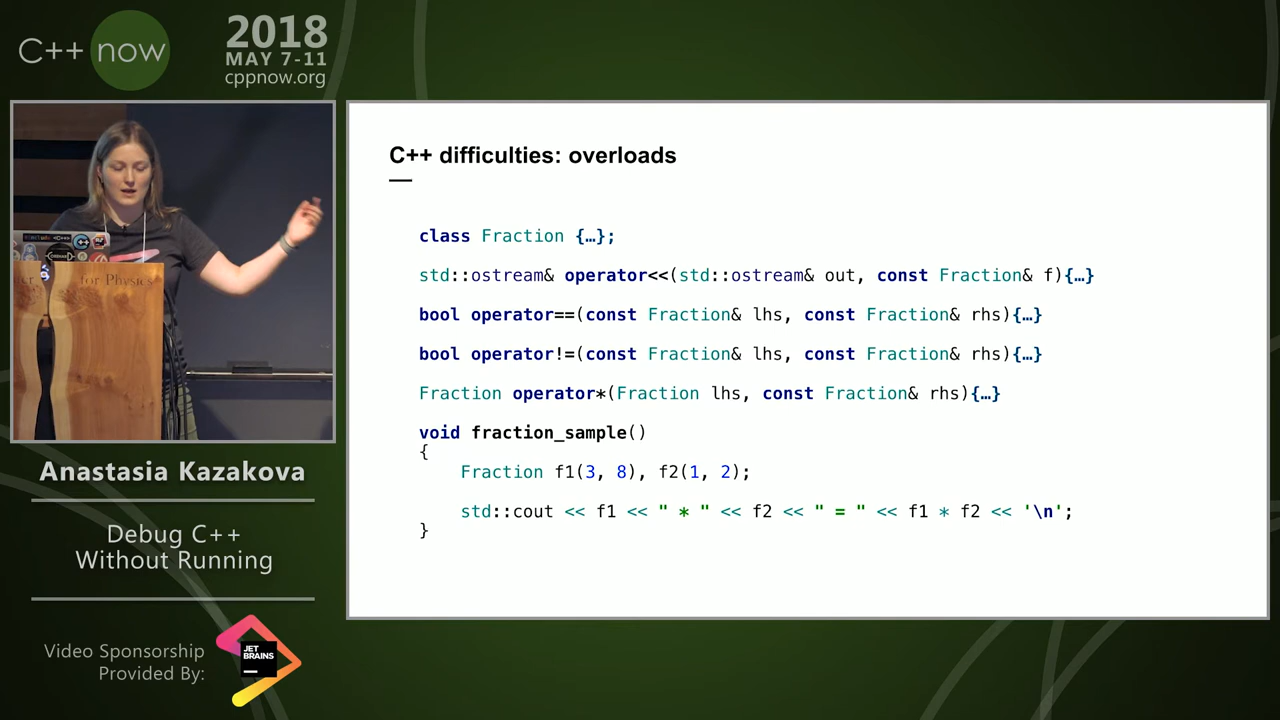 C++ now
2018
MAY 7-11
cppnow.org
for Physics
Anastasia Kazakova
Debug C++
Without Running
Video Sponsorship
Provided By:
JET
BRAINS
C++ difficulties: overloads
class Fraction {…};
std::ostream& operator<<(std::ostream& out, const Fraction& f){…}
bool operator==(const Fraction& lhs, const Fraction& rhs){…}
bool operator!=(const Fraction& lhs, const Fraction& rhs){…}
Fraction operator*(Fraction lhs, const Fraction& rhs){…}
void fraction_sample()
{
Fraction f1(3, 8), f2(1, 2);
std::cout << f1 << " * " << f2 << " = " << f1 * f2 << '\n';
}